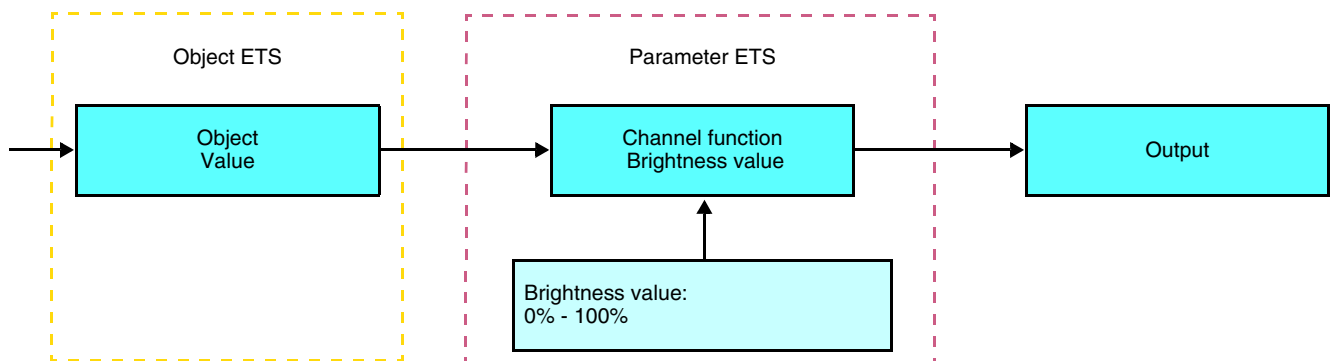 Object ETS
Parameter ETS
Object
Value
Channel function
Brightness value
Output
Brightness value:
0% - 100%